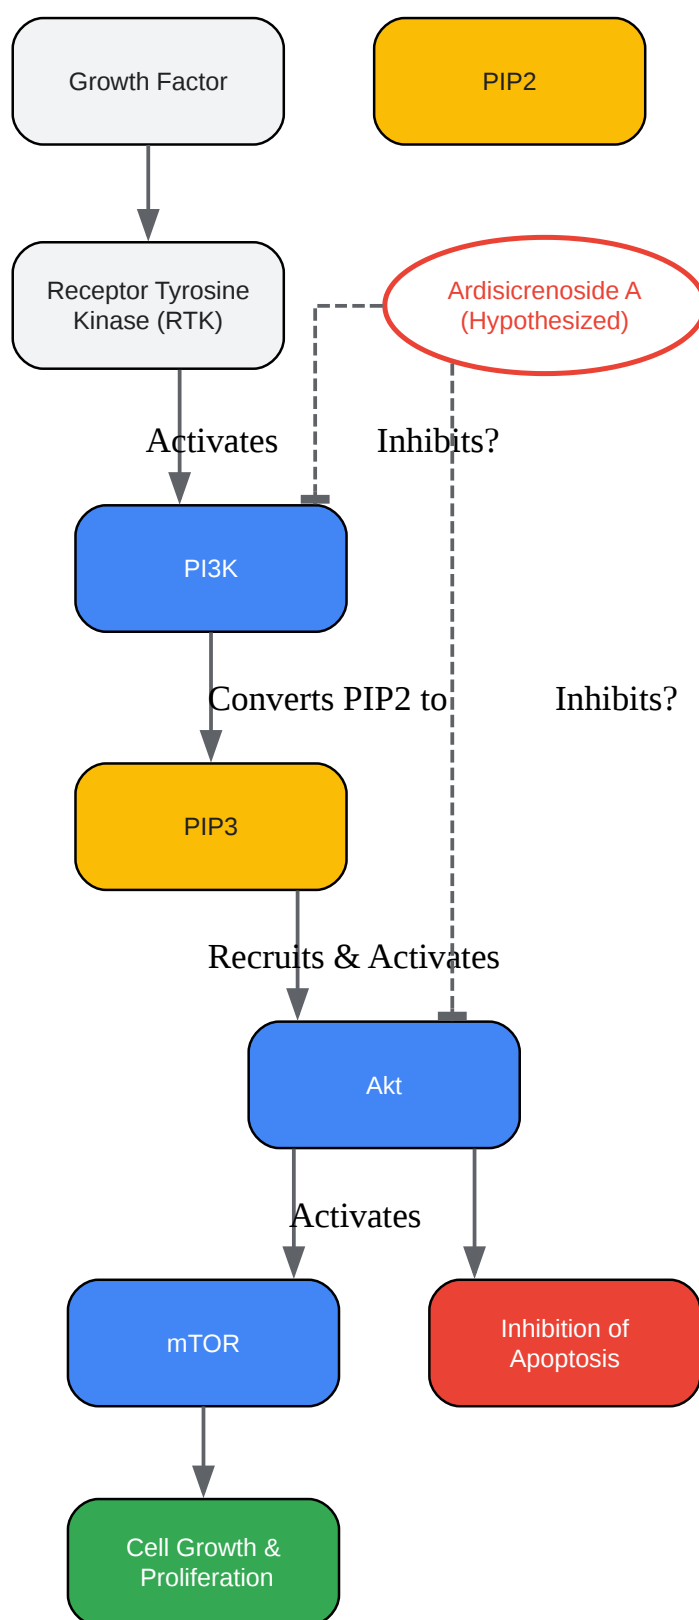 Growth Factor
PIP2
Receptor Tyrosine
Kinase (RTK)
Ardisicrenoside A
(Hypothesized)
Activates
Inhibits?
PI3K
Converts PIP2 to
Inhibits?
PIP3
Recruits & Activates
Akt
Activates
mTOR
Inhibition of
Apoptosis
Cell Growth &
Proliferation